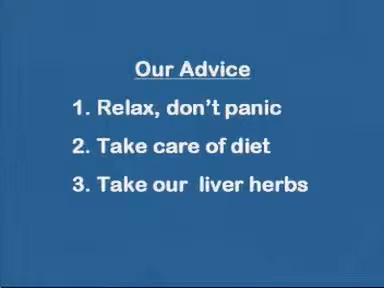 Our Advice
1. Relax, don't panic
2. Take care of diet
3. Take our liver herbs